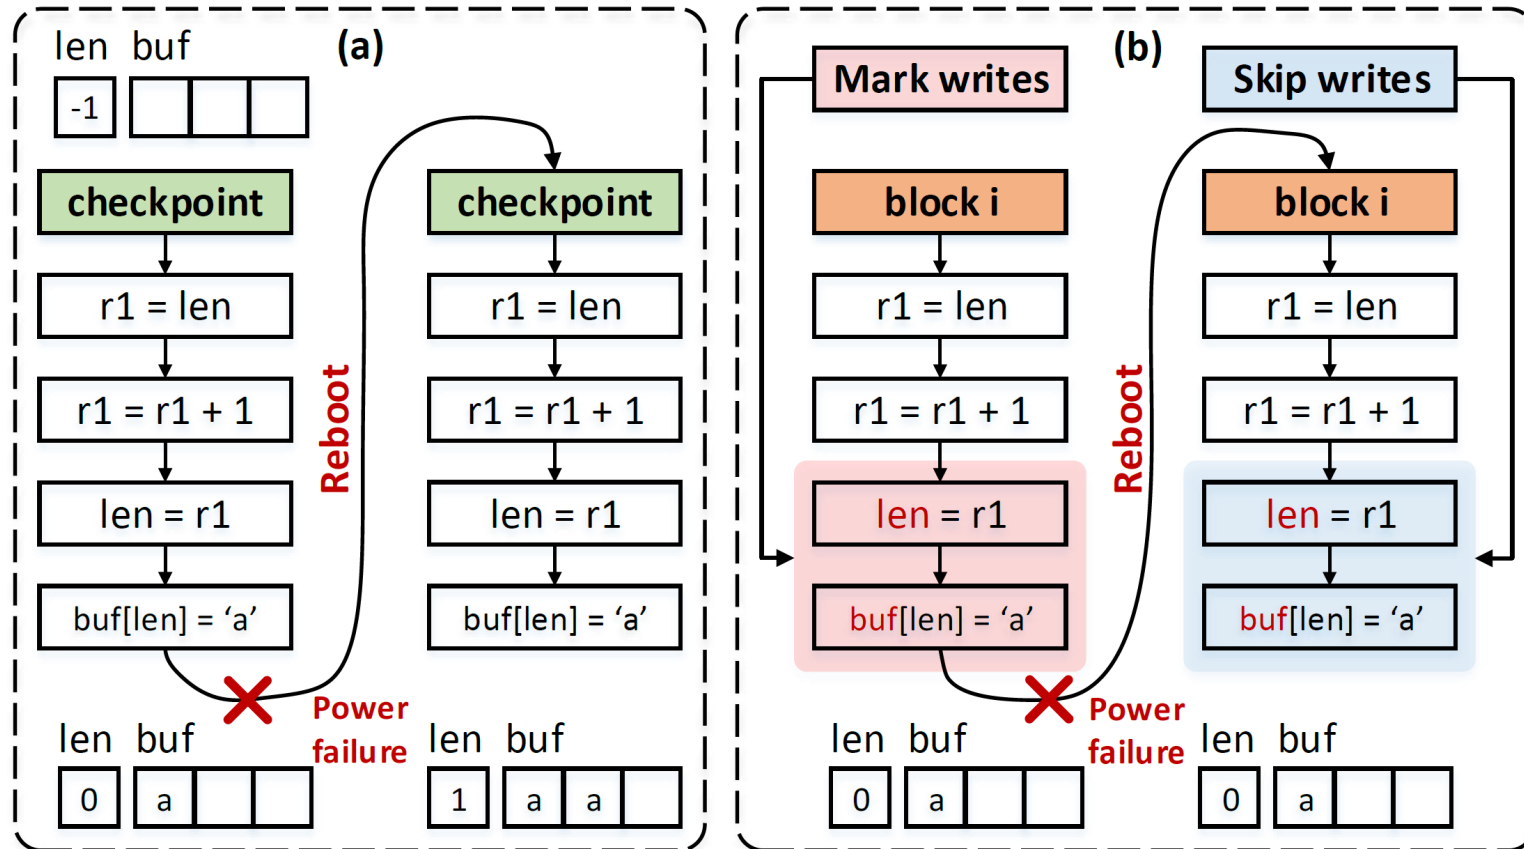 (a)
len buf
-1
checkpoint
r1 = len
r1 = r1 + 1
len = r1
buf[len] = ‘a’
Power
failure
Reboot
len buf
0 a
checkpoint
r1 = len
r1 = r1 + 1
len = r1
buf[len] = ‘a’
len buf
1 a a
(b)
Mark writes
block i
r1 = len
r1 = r1 + 1
len = r1
buf[len] = ‘a’
Power
failure
Reboot
len buf
0 a
Skip writes
block i
r1 = len
r1 = r1 + 1
len = r1
buf[len] = ‘a’
len buf
0 a